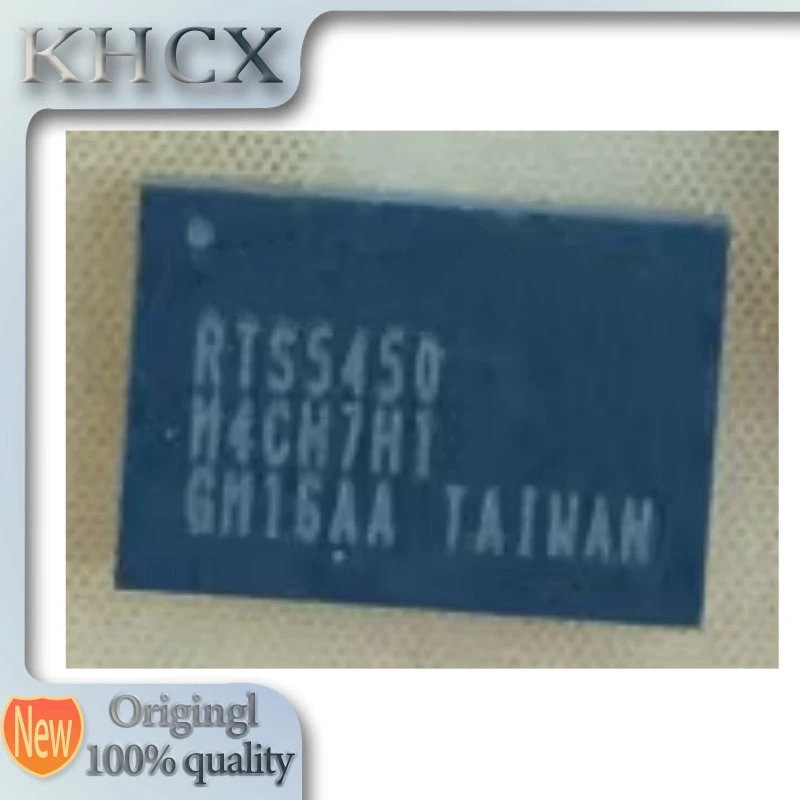 KHCX
RTS5450
M4CH7H1
GM16AA TAIWAN
New
Origingl
100% quality